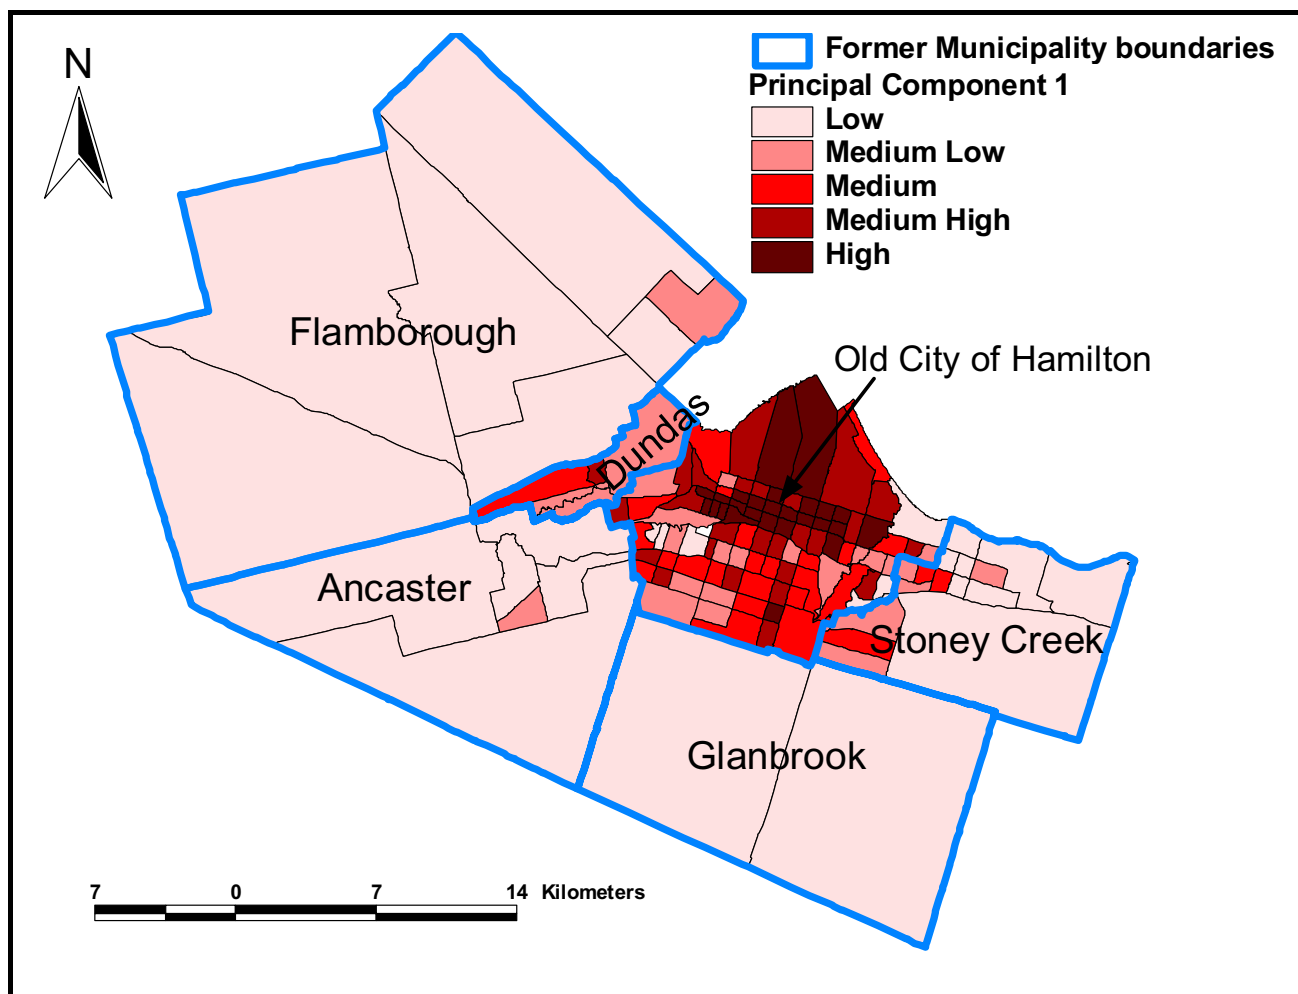 N
Former Municipality boundaries
Principal Component 1
Low
Medium Low
Medium
Medium High
High
Flamborough
Old City of Hamilton
Dundas
Ancaster
Stoney Creek
Glanbrook
7 0 7 14 Kilometers